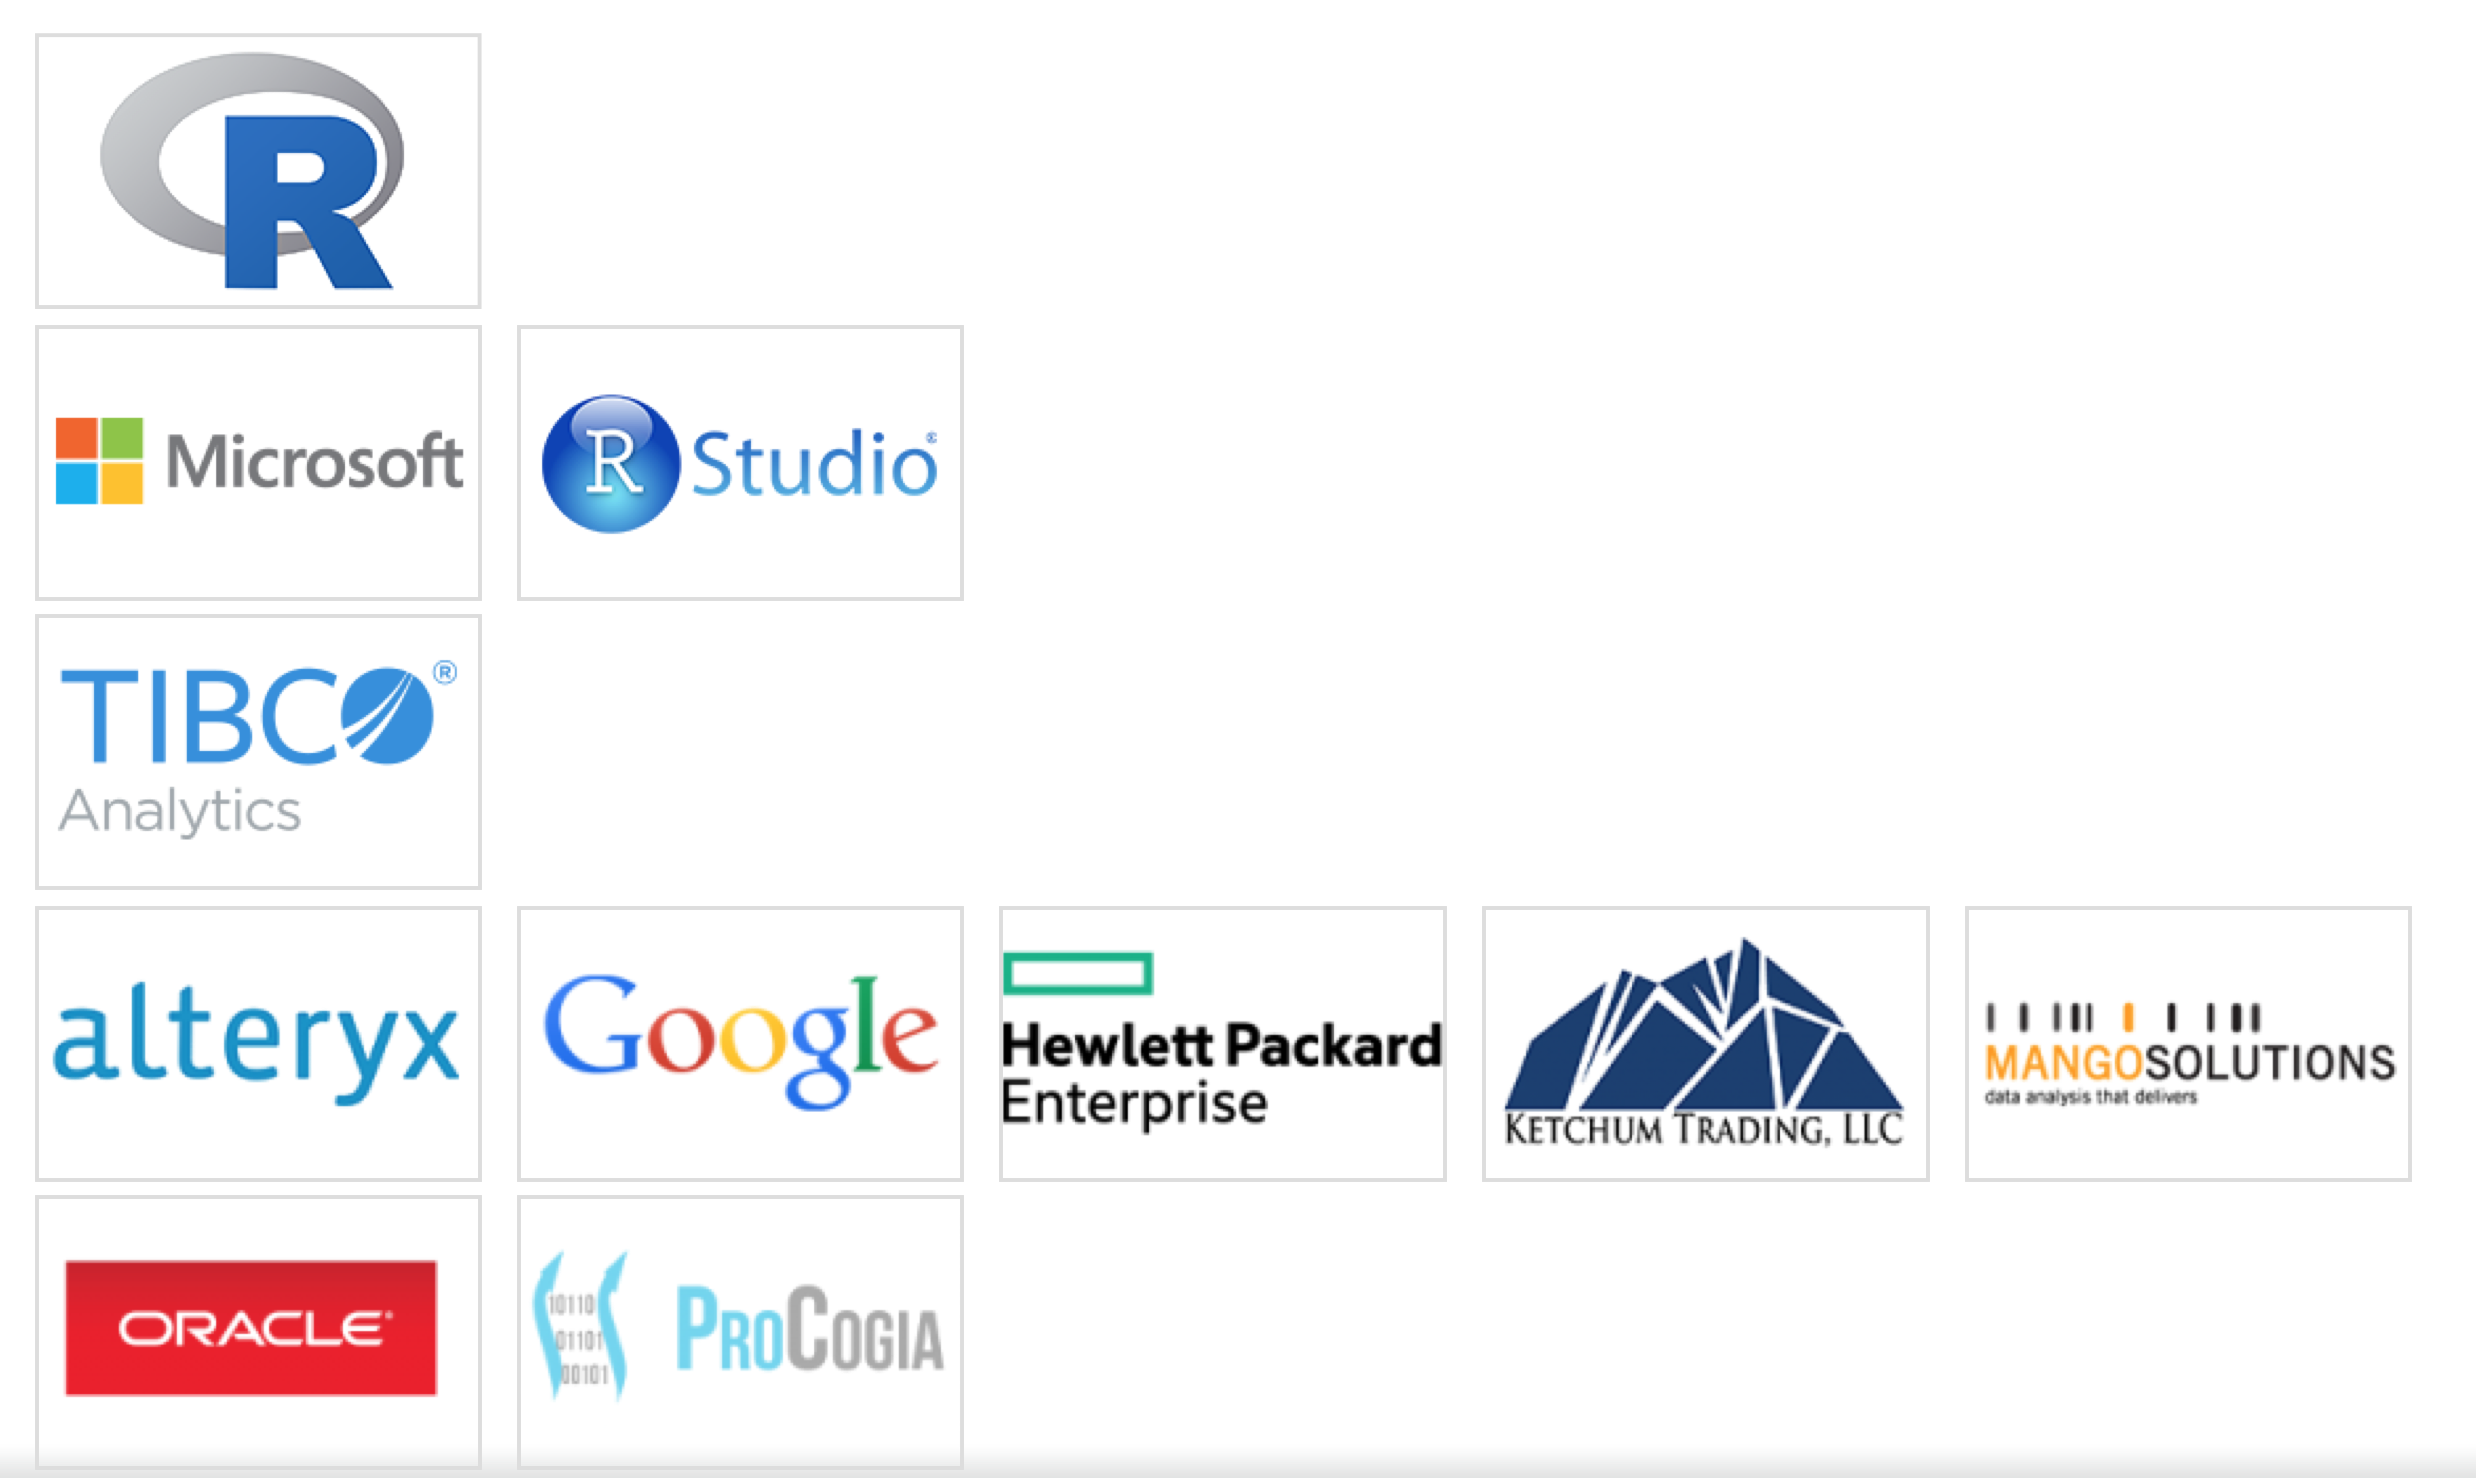 R
Microsoft
R Studio®
TIBCO®
Analytics
alteryx
Google
Hewlett Packard
Enterprise
KETCHUM TRADING, LLC
MANGOSOLUTIONS
data analysis that delivers
ORACLE®
10110
01101
00101
PROCOGIA